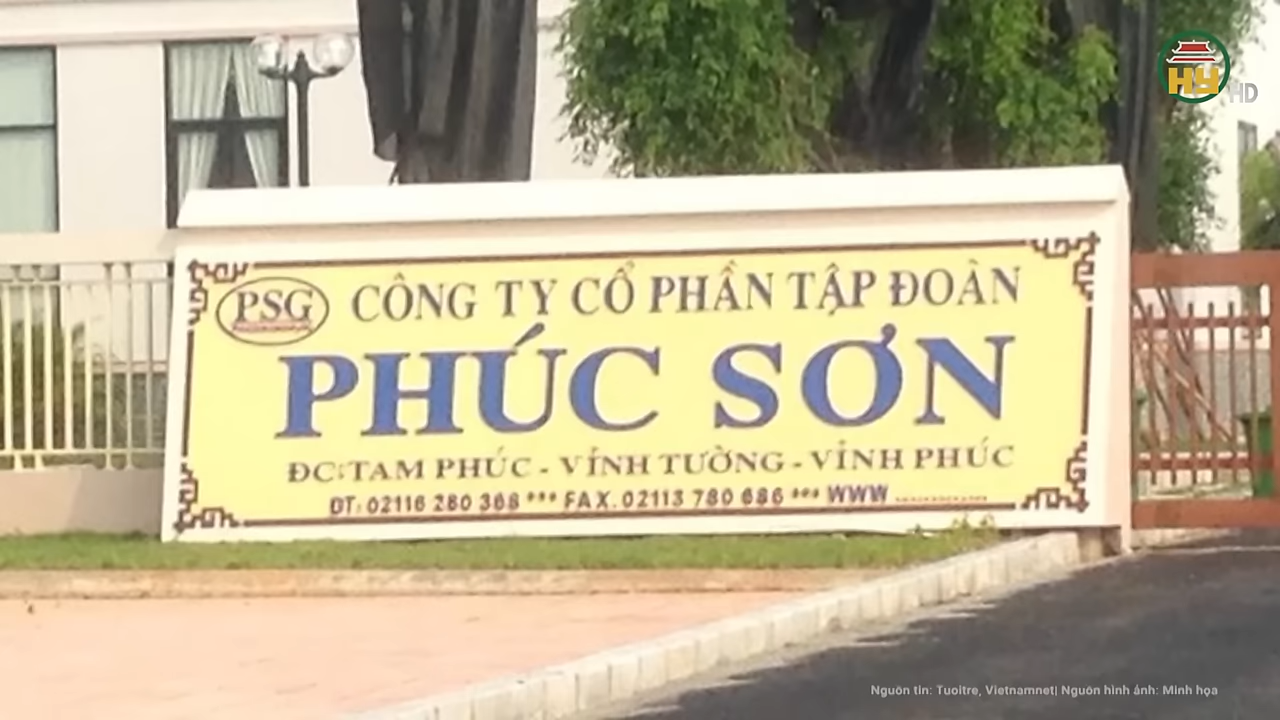 HY HD
PSG
CÔNG TY CỔ PHẦN TẬP ĐOÀN
PHÚC SƠN
ĐC:TAM PHÚC - VĨNH TƯỜNG - VĨNH PHÚC
ĐT: 02116 280 368 *** FAX. 02113 780 686 *** WWW
Nguồn tin: Tuoitre, Vietnamnet| Nguồn hình ảnh: Minh họa